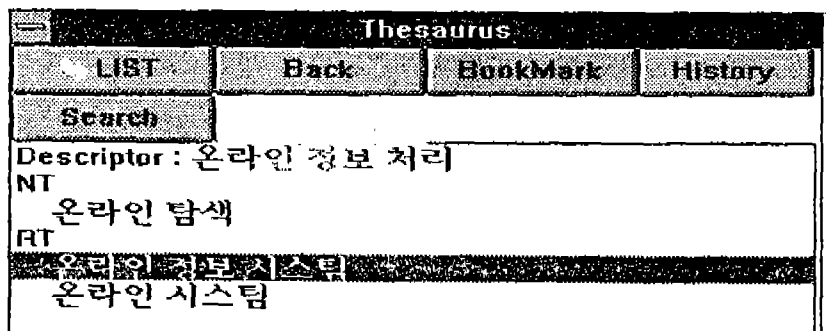 Thesaurus
LIST Back BookMark History
Search
Descriptor : 온라인 정보 처리
NT
온라인 탐색
RT
온라인 정보시스템
온라인 시스템